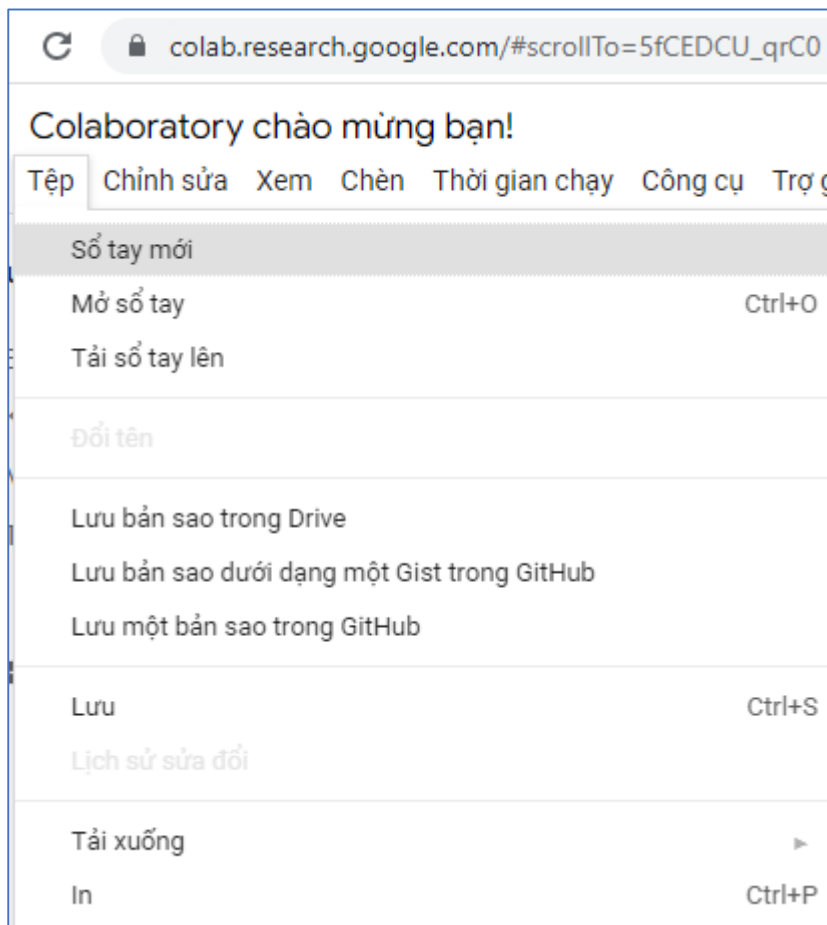 colab.research.google.com/#scrollTo=5fCEDCU_qrC0
Colaboratory chào mừng bạn!
Tệp Chỉnh sửa Xem Chèn Thời gian chạy Công cụ Trợ
Sổ tay mới
Mở sổ tay Ctrl+O
Tải sổ tay lên
Đổi tên
Lưu bản sao trong Drive
Lưu bản sao dưới dạng một Gist trong GitHub
Lưu một bản sao trong GitHub
Lưu Ctrl+S
Lịch sử sửa đổi
Tải xuống
In Ctrl+P